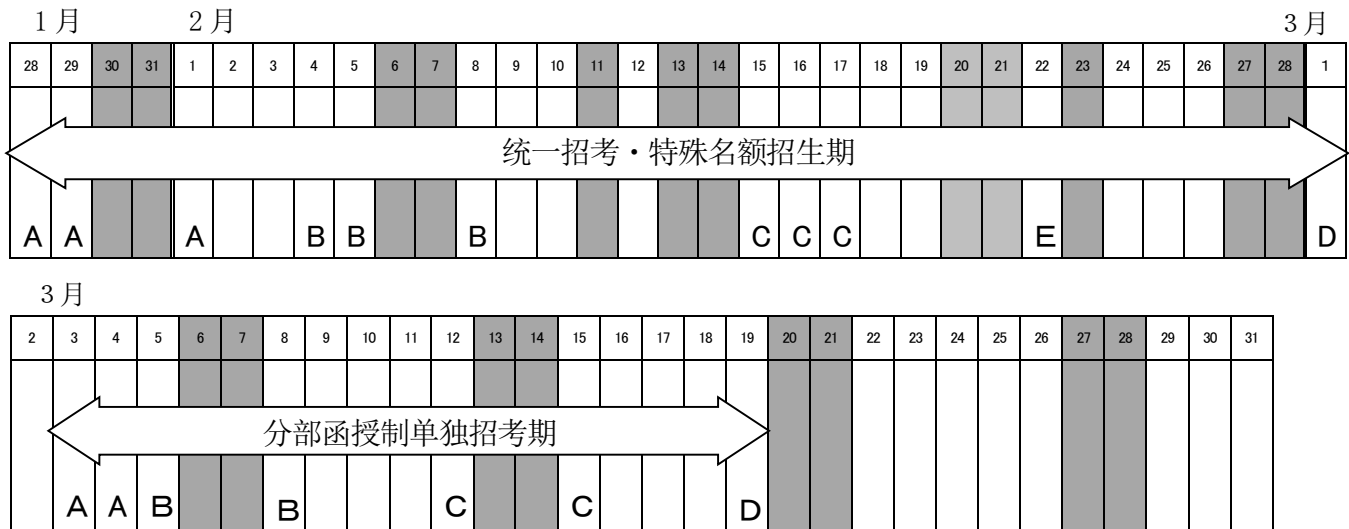 1月 2月 3月
28 29 30 31 1 2 3 4 5 6 7 8 9 10 11 12 13 14 15 16 17 18 19 20 21 22 23 24 25 26 27 28 1
统一招考・特殊名额招生期
A A A B B B C C C E D
3月
2 3 4 5 6 7 8 9 10 11 12 13 14 15 16 17 18 19 20 21 22 23 24 25 26 27 28 29 30 31
分部函授制单独招考期
A A B B C C D